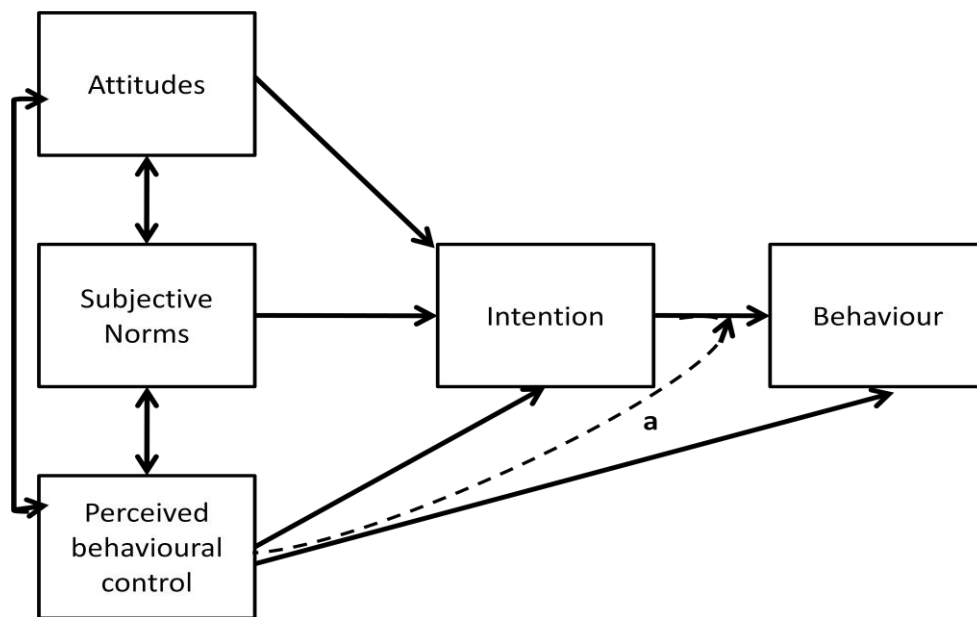 Attitudes
Subjective
Norms
Intention
Behaviour
a
Perceived
behavioural
control